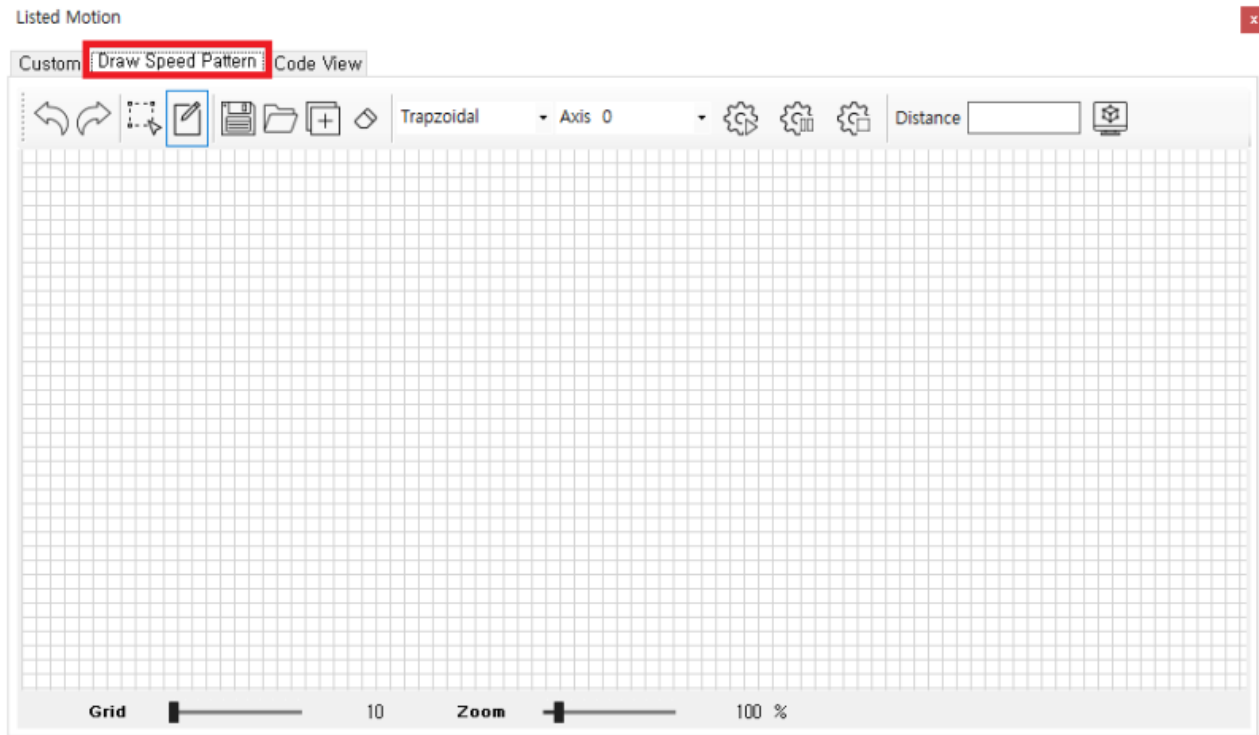 Listed Motion
x
Custom Draw Speed Pattern Code View
Trapzoidal Axis 0 Distance
Grid 10 Zoom 100 %